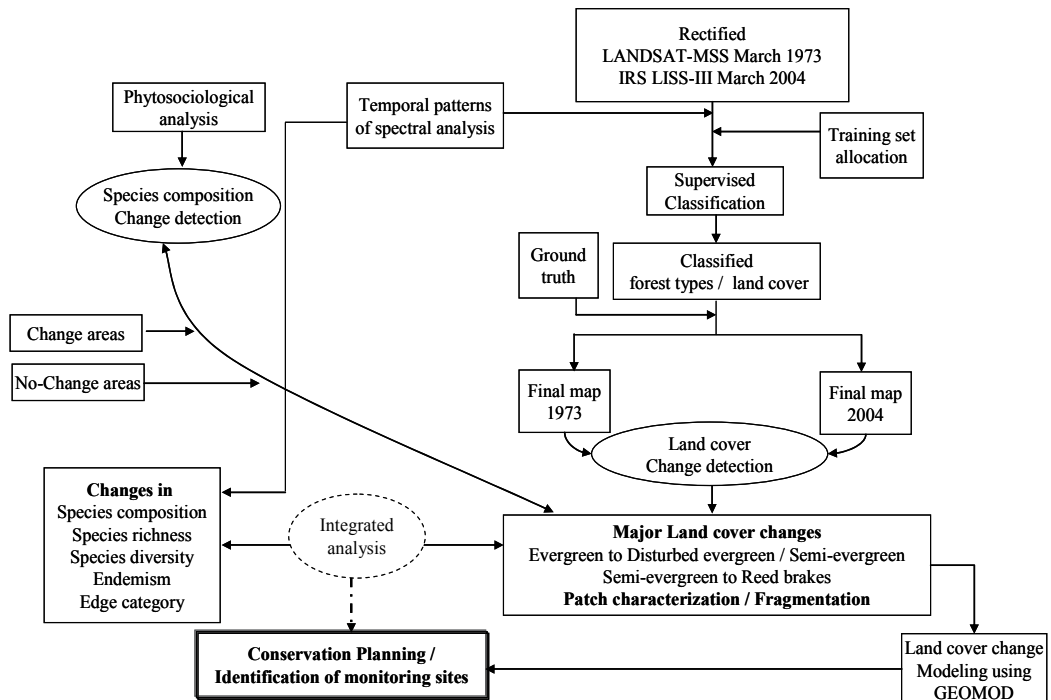 Rectified
LANDSAT-MSS March 1973
IRS LISS-III March 2004
Phytosociological
analysis
Temporal patterns
of spectral analysis
Training set
allocation
Species composition
Change detection
Supervised
Classification
Ground
truth
Classified
forest types / land cover
Change areas
No-Change areas
Final map
1973
Final map
2004
Land cover
Change detection
Changes in
Species composition
Species richness
Species diversity
Endemism
Edge category
Integrated
analysis
Major Land cover changes
Evergreen to Disturbed evergreen / Semi-evergreen
Semi-evergreen to Reed brakes
Patch characterization / Fragmentation
Conservation Planning /
Identification of monitoring sites
Land cover change
Modeling using
GEOMOD